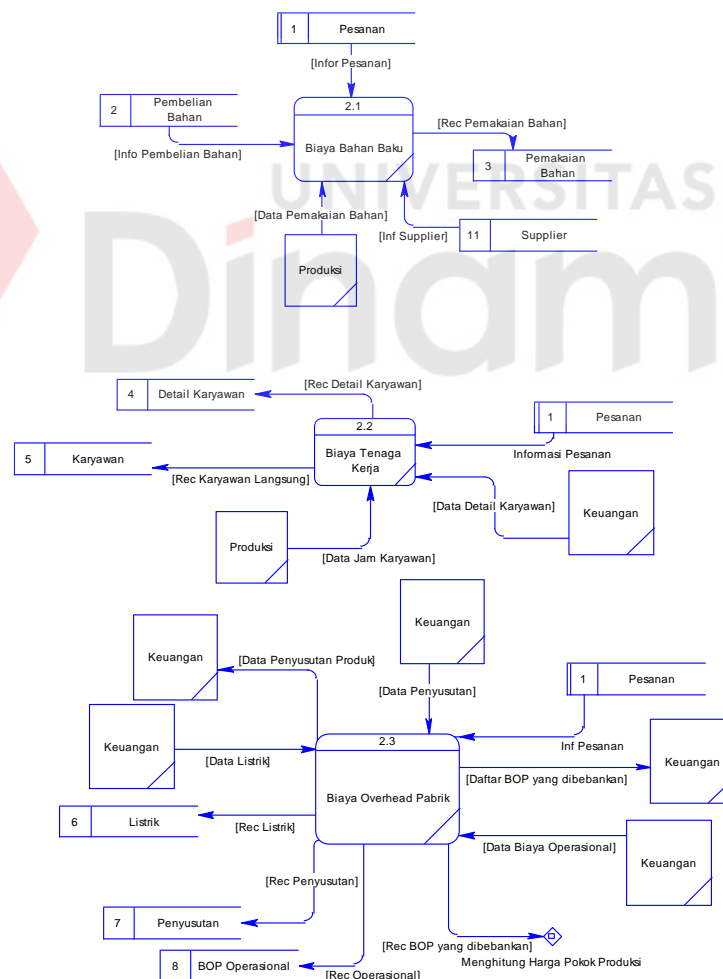 1 Pesanan
[Infor Pesanan]
2 Pembelian
Bahan
[Info Pembelian Bahan]
2.1
Biaya Bahan Baku
[Rec Pemakaian Bahan]
3 Pemakaian
Bahan
UNIVERSITAS
Dinam
[Data Pemakaian Bahan]
[Inf Supplier]
11 Supplier
Produksi
4 Detail Karyawan
[Rec Detail Karyawan]
2.2
Biaya Tenaga
Kerja
1 Pesanan
Informasi Pesanan
5 Karyawan
[Rec Karyawan Langsung]
[Data Detail Karyawan]
Keuangan
Produksi
[Data Jam Karyawan]
Keuangan
Keuangan
[Data Penyusutan Produk]
[Data Penyusutan]
1 Pesanan
Inf Pesanan
Keuangan
[Data Listrik]
2.3
Biaya Overhead Pabrik
[Daftar BOP yang dibebankan]
Keuangan
6 Listrik
[Rec Listrik]
[Data Biaya Operasional]
Keuangan
[Rec Penyusutan]
7 Penyusutan
[Rec BOP yang dibebankan]
Menghitung Harga Pokok Produksi
8 BOP Operasional
[Rec Operasional]